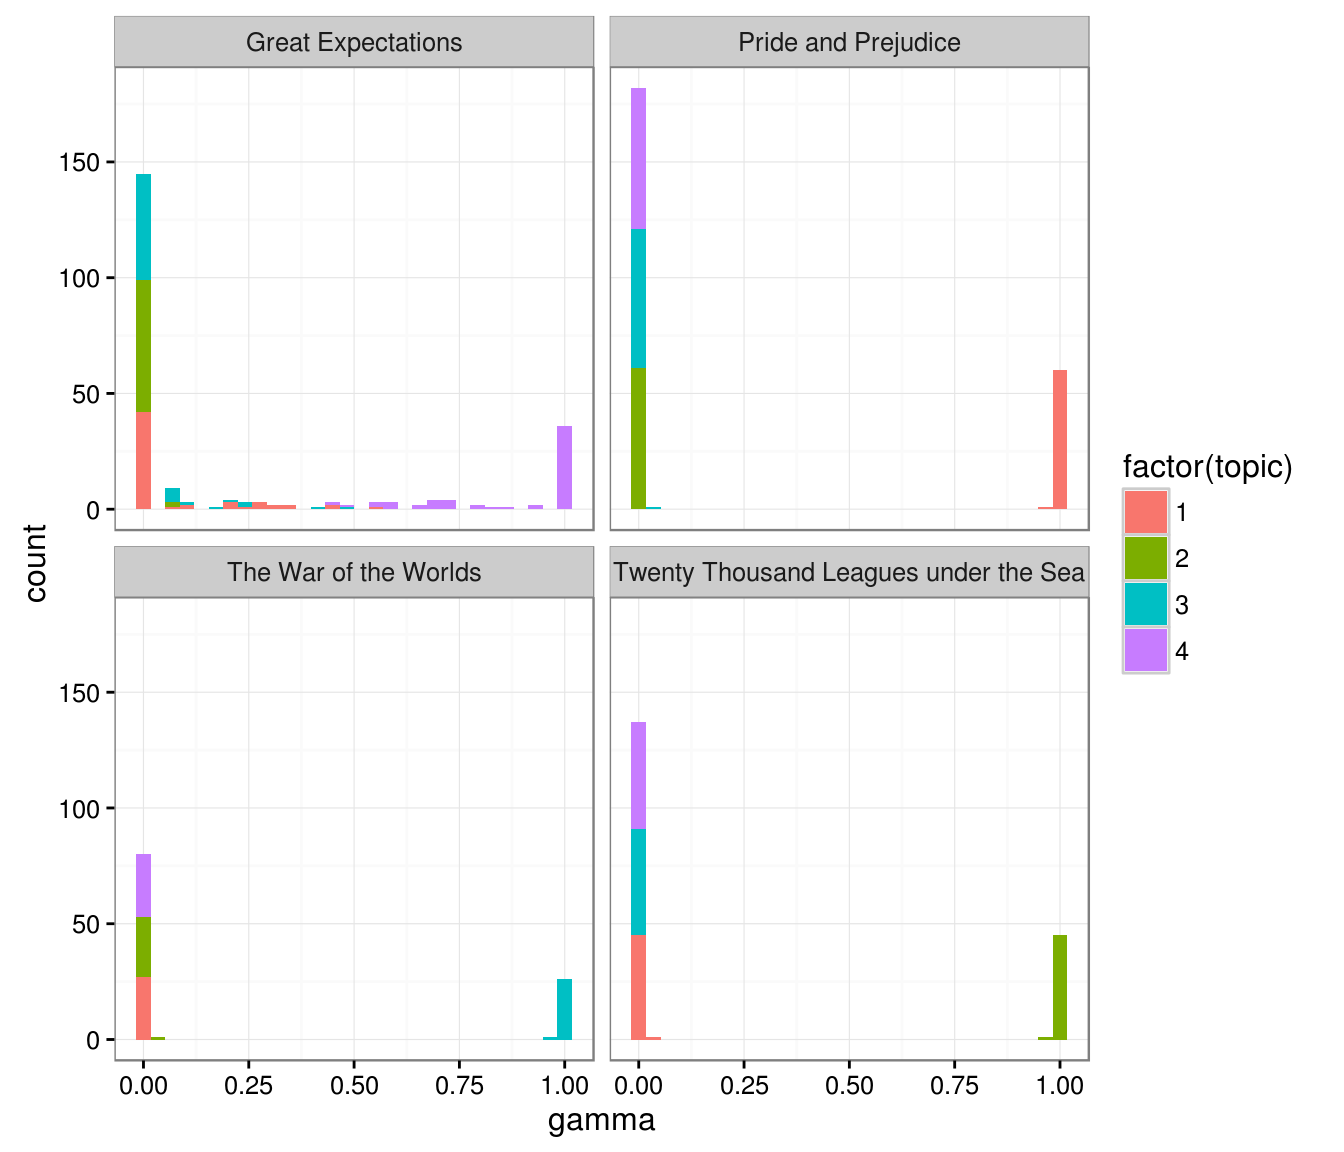 Great Expectations
Pride and Prejudice
150
100
50
0
The War of the Worlds
Twenty Thousand Leagues under the Sea
150
100
50
0
0.00 0.25 0.50 0.75 1.00
0.00 0.25 0.50 0.75 1.00
gamma
count
factor(topic)
1
2
3
4